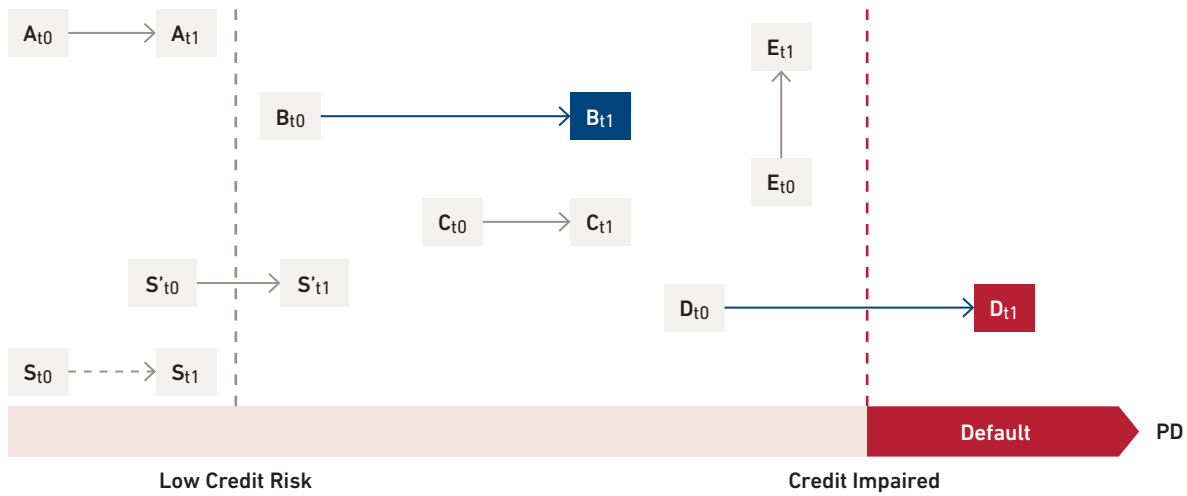 At0 At1
Et1
Bt0 Bt1
Et0
Ct0 Ct1
S't0 S't1
Dt0 Dt1
St0 St1
Default PD
Low Credit Risk Credit Impaired